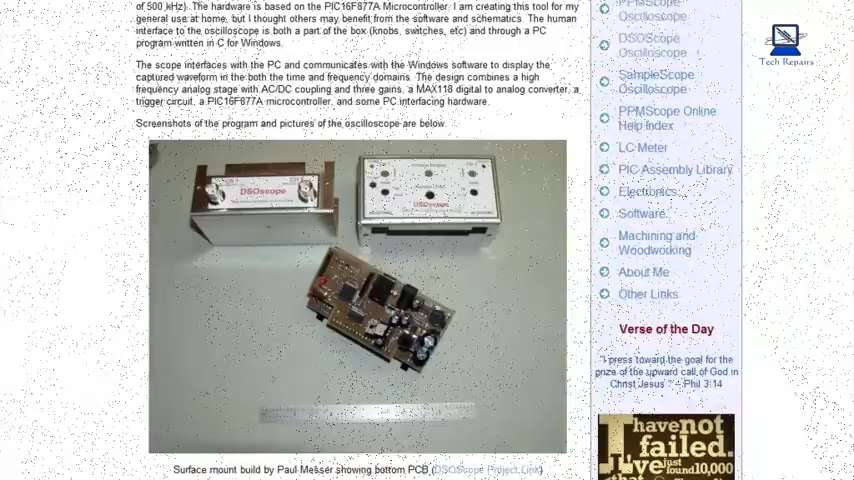 of 500 kHz). The hardware is based on the PIC16F877A Microcontroller. I am creating this tool for my
general use at home, but I thought others may benefit from the software and schematics. The human
interface to the oscilloscope is both a part of the box (knobs, switches, etc) and through a PC
program written in C for Windows.
The scope interfaces with the PC and communicates with the Windows software to display the
captured waveform in the both the time and frequency domains. The design combines a high
frequency analog stage with AC/DC coupling and three gains, a MAX118 digital to analog converter, a
trigger circuit, a PIC16F877A microcontroller, and some PC interfacing hardware.
Screenshots of the program and pictures of the oscilloscope are below.
CH 1
DSOscope
DSOscope
Surface mount build by Paul Messer showing bottom PCB (DSOScope Project Link)
PPMScope
Oscilloscope
DSOScope
Oscilloscope
SampleScope
Oscilloscope
PPMScope Online
Help Index
LC Meter
PIC Assembly Library
Electronics
Software
Machining and
Woodworking
About Me
Other Links
Verse of the Day
"I press toward the goal for the
prize of the upward call of God in
Christ Jesus." - Phil 3:14
I have not
failed.
I've just found 10,000
Tech Repairs